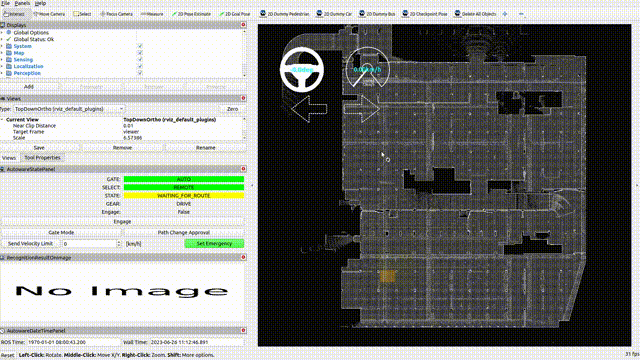 File Panels Help
Interact Move Camera Select Focus Camera Measure 2D Pose Estimate 2D Goal Pose 2D Dummy Pedestrian 2D Dummy Car 2D Dummy Bus 2D Checkpoint Pose Delete All Objects
Displays
Global Options
Global Status: Ok
System
Map
Sensing
Localization
Perception
Add
Views
Type: TopDownOrtho (rviz_default_plugins) Zero
Current View TopDownOrtho (rviz_default_plugins)
Near Clip Distance 0.01
Target Frame viewer
Scale 6.57986
Save Remove Rename
Views Tool Properties
AutowareStatePanel
GATE: AUTO
SELECT: REMOTE
STATE: WAITING_FOR_ROUTE
GEAR: DRIVE
Engage: False
Engage
Gate Mode Path Change Approval
Send Velocity Limit 0 [km/h] Set Emergency
RecognitionResultOnImage
No Image
AutowareDateTimePanel
ROS Time: 1970-01-01 08:00:43.200 Wall Time: 2023-06-28 11:12:46.891
Reset Left-Click: Rotate. Middle-Click: Move X/Y. Right-Click: Zoom. Shift: More options. 31 fps